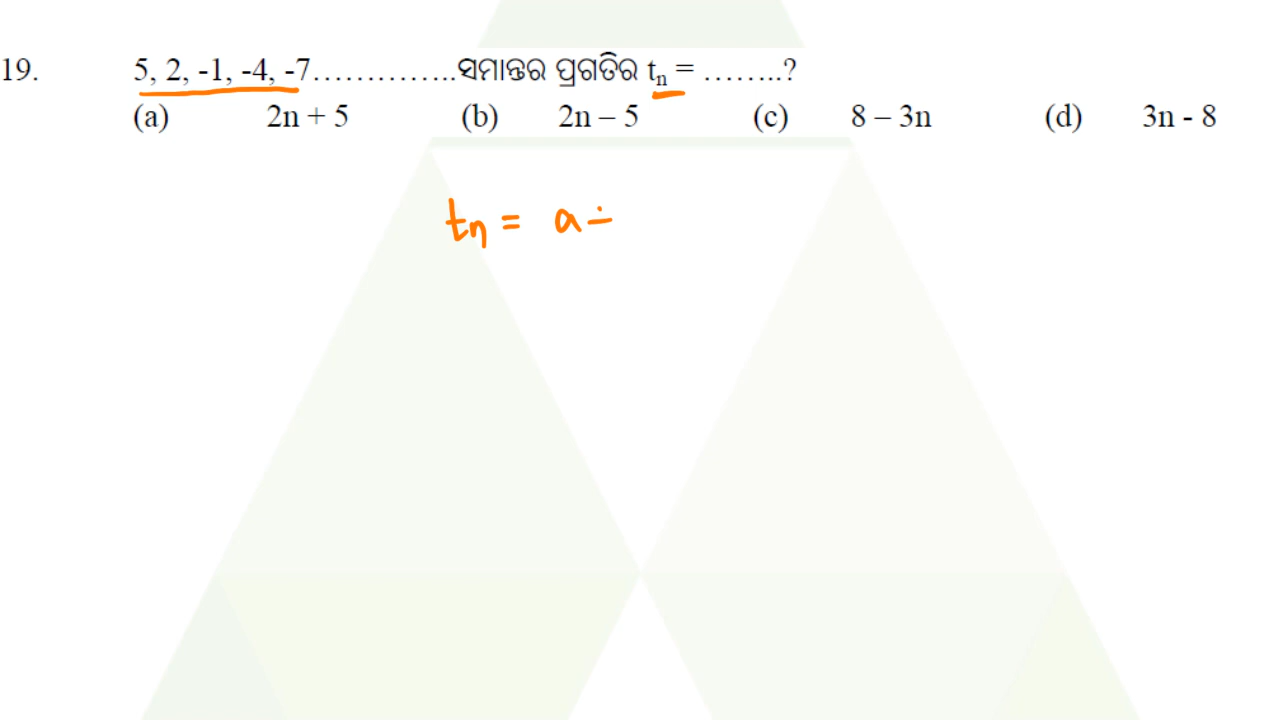 19. 5, 2, -1, -4, -7..............ସମାନ୍ତର ପ୍ରଗତିର tn = ........?
(a) 2n + 5 (b) 2n – 5 (c) 8 – 3n (d) 3n - 8
tn = a ÷